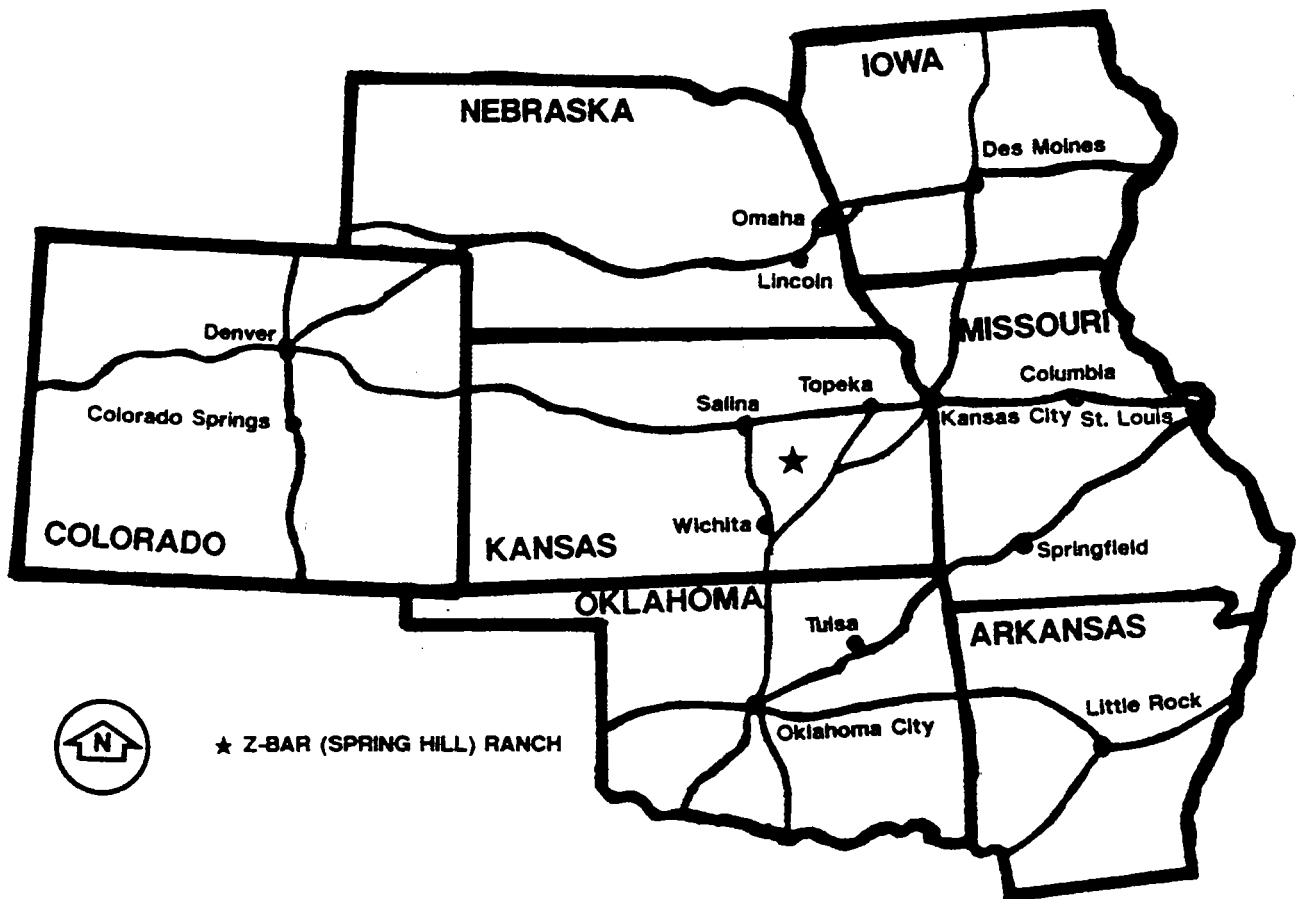 IOWA
NEBRASKA
Des Moines
Omaha
Lincoln
MISSOURI
Denver
Columbia
Topeka
Salina
Colorado Springs
Kansas City
St. Louis
Wichita
COLORADO
KANSAS
Springfield
OKLAHOMA
Tulsa
ARKANSAS
Little Rock
Oklahoma City
N
★ Z-BAR (SPRING HILL) RANCH